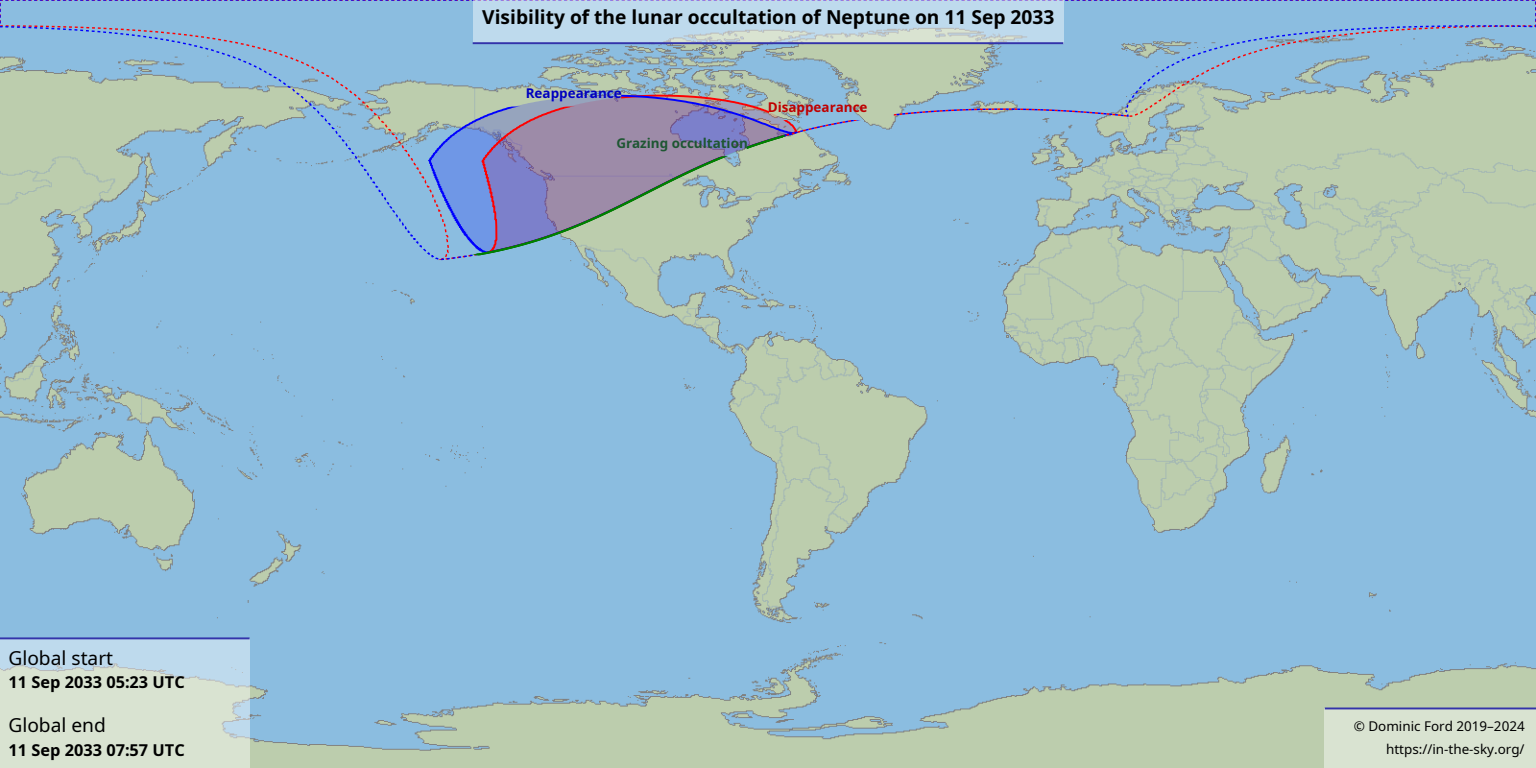 Visibility of the lunar occultation of Neptune on 11 Sep 2033
Reappearance
Disappearance
Grazing occultation
Global start
11 Sep 2033 05:23 UTC
Global end
11 Sep 2033 07:57 UTC
© Dominic Ford 2019–2024
https://in-the-sky.org/